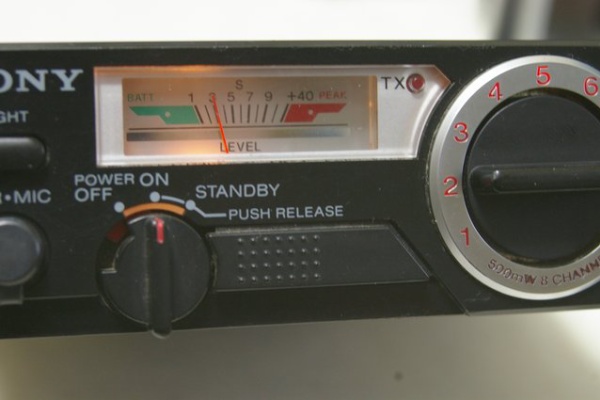 ONY
S
BATT 1 3 5 7 9 +40 PEAK
LEVEL
TX
GHT
R•MIC
POWER ON
OFF
STANDBY
PUSH RELEASE
1 2 3 4 5 6
500mW 8 CHANN